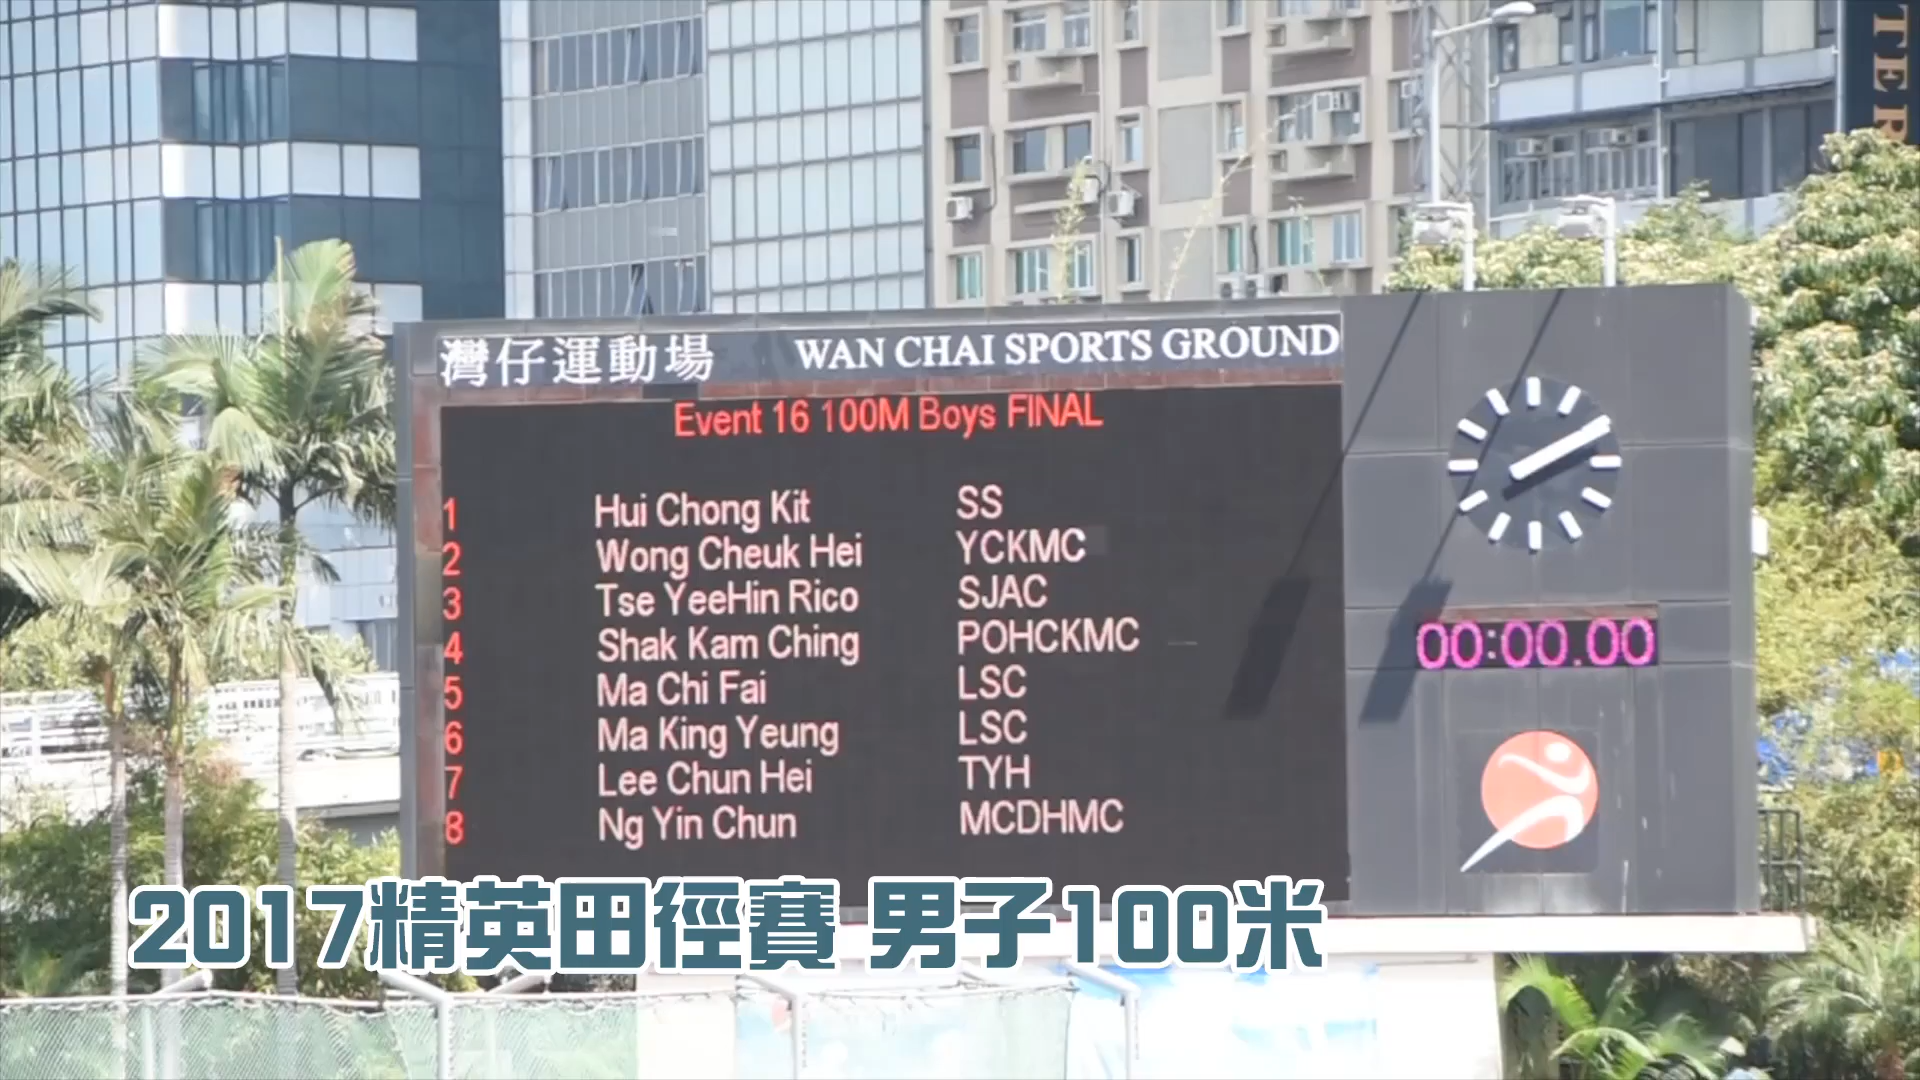 TER
灣仔運動場 WAN CHAI SPORTS GROUND
Event 16 100M Boys FINAL
1 Hui Chong Kit SS
2 Wong Cheuk Hei YCKMC
3 Tse YeeHin Rico SJAC
4 Shak Kam Ching POHCKMC
5 Ma Chi Fai LSC
6 Ma King Yeung LSC
7 Lee Chun Hei TYH
8 Ng Yin Chun MCDHMC
00:00.00
2017精英田徑賽 男子100米